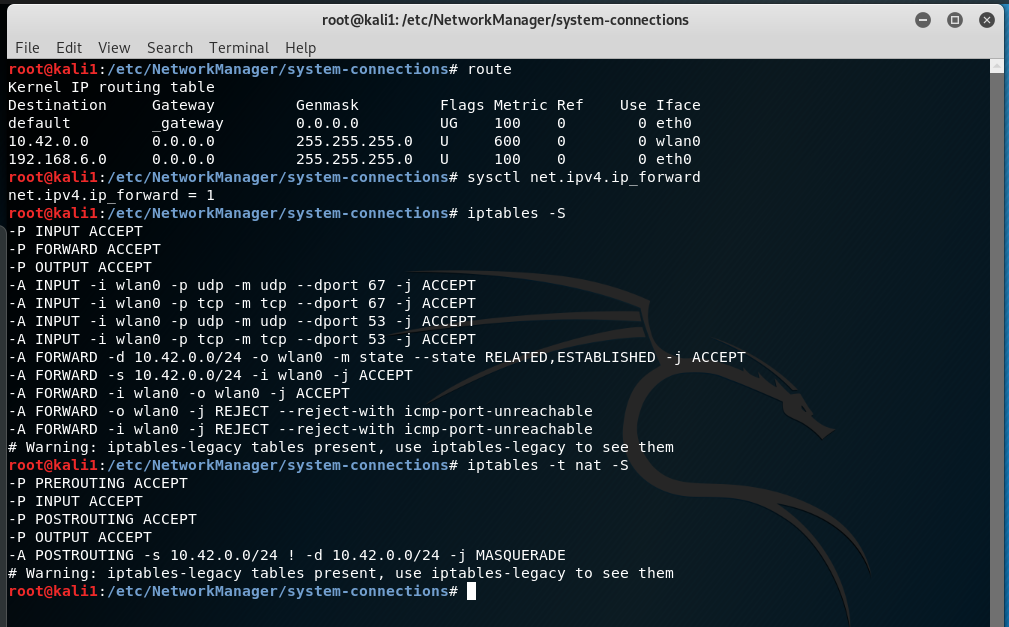 root@kali1: /etc/NetworkManager/system-connections
File Edit View Search Terminal Help
root@kali1:/etc/NetworkManager/system-connections# route
Kernel IP routing table
Destination     Gateway         Genmask         Flags Metric Ref    Use Iface
default         _gateway        0.0.0.0         UG    100    0        0 eth0
10.42.0.0       0.0.0.0         255.255.255.0   U     600    0        0 wlan0
192.168.6.0     0.0.0.0         255.255.255.0   U     100    0        0 eth0
root@kali1:/etc/NetworkManager/system-connections# sysctl net.ipv4.ip_forward
net.ipv4.ip_forward = 1
root@kali1:/etc/NetworkManager/system-connections# iptables -S
-P INPUT ACCEPT
-P FORWARD ACCEPT
-P OUTPUT ACCEPT
-A INPUT -i wlan0 -p udp -m udp --dport 67 -j ACCEPT
-A INPUT -i wlan0 -p tcp -m tcp --dport 67 -j ACCEPT
-A INPUT -i wlan0 -p udp -m udp --dport 53 -j ACCEPT
-A INPUT -i wlan0 -p tcp -m tcp --dport 53 -j ACCEPT
-A FORWARD -d 10.42.0.0/24 -o wlan0 -m state --state RELATED,ESTABLISHED -j ACCEPT
-A FORWARD -s 10.42.0.0/24 -i wlan0 -j ACCEPT
-A FORWARD -i wlan0 -o wlan0 -j ACCEPT
-A FORWARD -o wlan0 -j REJECT --reject-with icmp-port-unreachable
-A FORWARD -i wlan0 -j REJECT --reject-with icmp-port-unreachable
# Warning: iptables-legacy tables present, use iptables-legacy to see them
root@kali1:/etc/NetworkManager/system-connections# iptables -t nat -S
-P PREROUTING ACCEPT
-P INPUT ACCEPT
-P POSTROUTING ACCEPT
-P OUTPUT ACCEPT
-A POSTROUTING -s 10.42.0.0/24 ! -d 10.42.0.0/24 -j MASQUERADE
# Warning: iptables-legacy tables present, use iptables-legacy to see them
root@kali1:/etc/NetworkManager/system-connections#